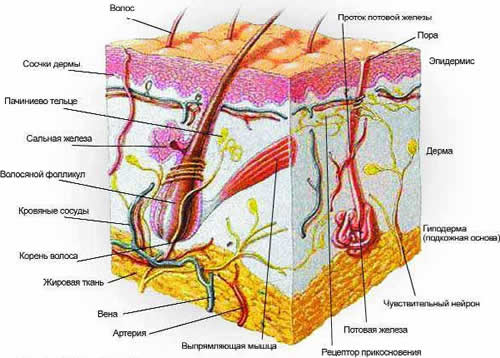 Волос
Проток потовой железы
Пора
Эпидермис
Сосчки дермы
Пачиниево тельце
Сальная железа
Волосяной фолликул
Кровяные сосуды
Корень волоса
Жировая ткань
Вена
Артерия
Выпрямляющая мышца
Дерма
Гиподерма
(подкожная основа)
Чувствительный нейрон
Потовая железа
Рецептор прикосновения